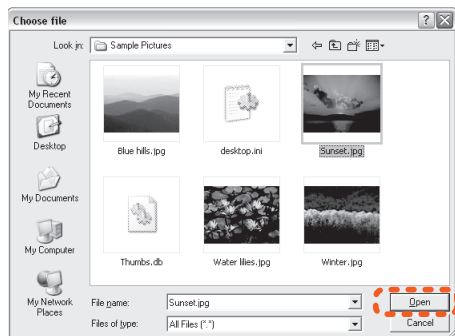 Choose file
Look in: Sample Pictures
My Recent
Documents
Desktop
My Documents
My Computer
My Network
Places
Blue hills.jpg
desktop.ini
Sunset.jpg
Thumbs.db
Water lilies.jpg
Winter.jpg
File name: Sunset.jpg Open
Files of type: All Files (*.*) Cancel